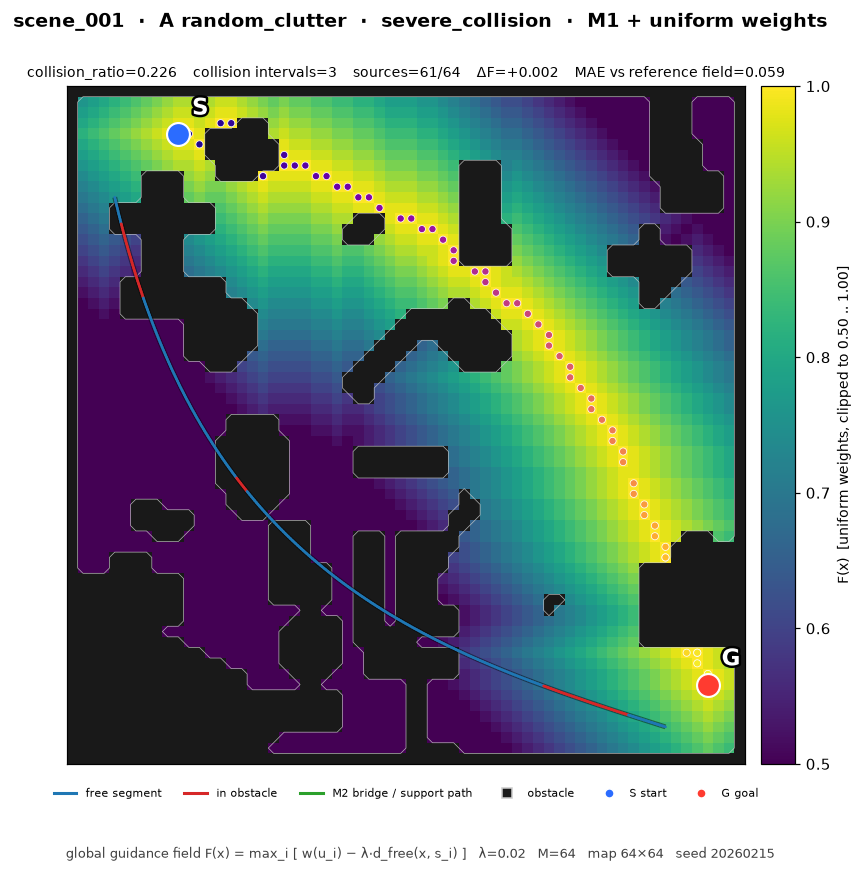 scene_001 · A random_clutter · severe_collision · M1 + uniform weights
collision_ratio=0.226 collision intervals=3 sources=61/64 ΔF=+0.002 MAE vs reference field=0.059
S
G
1.0
0.9
0.8
0.7
0.6
0.5
F(x) [uniform weights, clipped to 0.50 .. 1.00]
free segment
in obstacle
M2 bridge / support path
obstacle
S start
G goal
global guidance field F(x) = max_i [ w(u_i) − λ·d_free(x, s_i) ] λ=0.02 M=64 map 64×64 seed 20260215